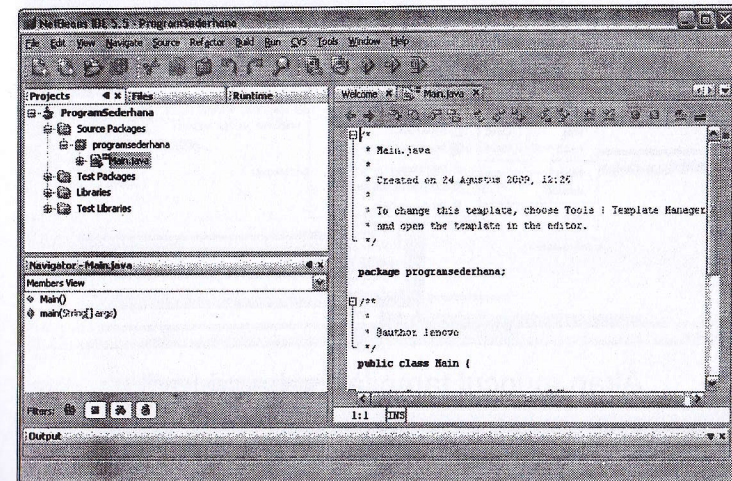 NetBeans IDE 5.5 - ProgramSederhana
File Edit View Navigate Source Refactor Build Run CVS Tools Window Help
Projects Files Runtime
ProgramSederhana
Source Packages
programsederhana
Main.java
Test Packages
Libraries
Test Libraries
Navigator - Main.java
Members View
Main()
main(String[] args)
Filters:
Welcome Main.java
/*
* Main.java
*
* Created on 24 Agustus 2009, 12:26
*
* To change this template, choose Tools | Template Manager
* and open the template in the editor.
*/
package programsederhana;
/**
*
* @author lenovo
*/
public class Main {
1:1 INS
Output